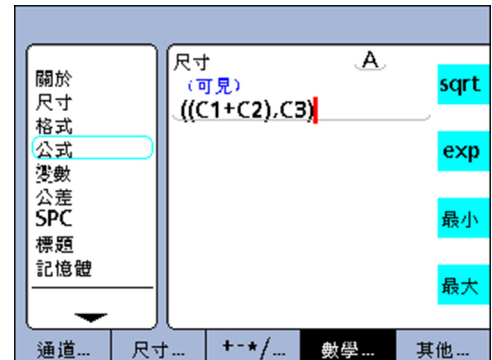 關於
尺寸
格式
公式
變數
公差
SPC
標題
記憶體
尺寸
A
(可見)
((C1+C2),C3)
sqrt
exp
最小
最大
通道...
尺寸...
+-*/...
數學...
其他...